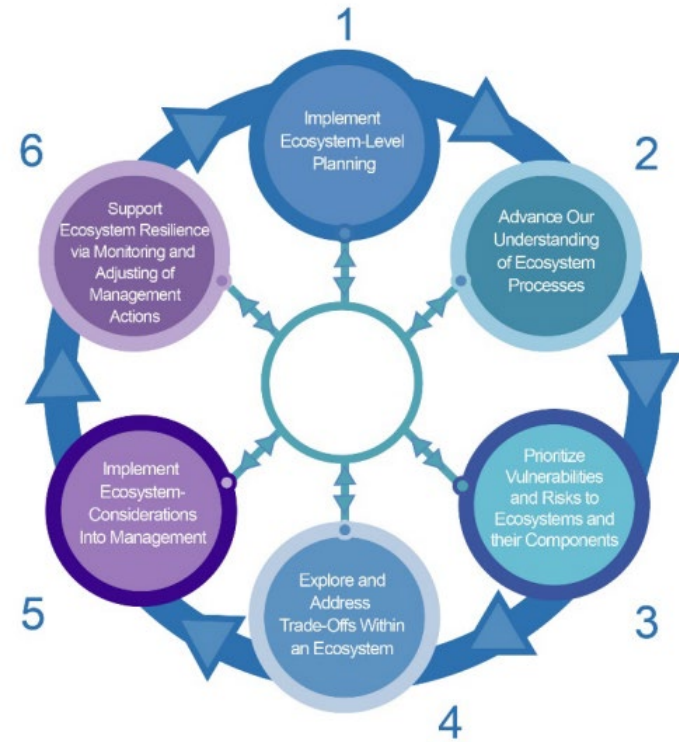 1
Implement
Ecosystem-Level
Planning
2
Advance Our
Understanding
of Ecosystem
Processes
3
Prioritize
Vulnerabilities
and Risks to
Ecosystems and
their Components
4
Explore and
Address
Trade-Offs Within
an Ecosystem
5
Implement
Ecosystem-
Considerations
Into Management
6
Support
Ecosystem Resilience
via Monitoring and
Adjusting of
Management
Actions